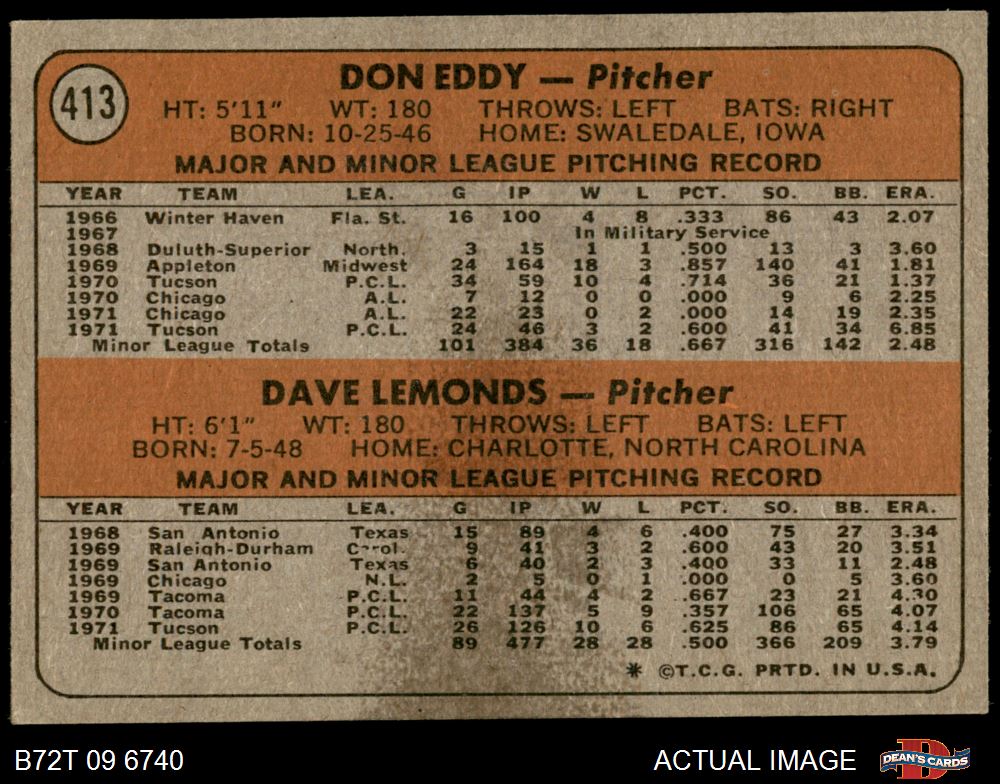 413
DON EDDY — Pitcher
HT: 5'11" WT: 180 THROWS: LEFT BATS: RIGHT
BORN: 10-25-46 HOME: SWALEDALE, IOWA
MAJOR AND MINOR LEAGUE PITCHING RECORD
YEAR TEAM LEA. G IP W L PCT. SO. BB. ERA.
1966 Winter Haven Fla. St. 16 100 4 8 .333 86 43 2.07
1967 In Military Service
1968 Duluth-Superior North. 3 15 1 1 .500 13 3 3.60
1969 Appleton Midwest 24 164 18 3 .857 140 41 1.81
1970 Tucson P.C.L. 34 59 10 4 .714 36 21 1.37
1970 Chicago A.L. 7 12 0 0 .000 9 6 2.25
1971 Chicago A.L. 22 23 0 2 .000 14 19 2.35
1971 Tucson P.C.L. 24 46 3 2 .600 41 34 6.85
Minor League Totals 101 384 36 18 .667 316 142 2.48
DAVE LEMONDS — Pitcher
HT: 6'1" WT: 180 THROWS: LEFT BATS: LEFT
BORN: 7-5-48 HOME: CHARLOTTE, NORTH CAROLINA
MAJOR AND MINOR LEAGUE PITCHING RECORD
YEAR TEAM LEA. G IP W L PCT. SO. BB. ERA.
1968 San Antonio Texas 15 89 4 6 .400 75 27 3.34
1969 Raleigh-Durham Carol. 9 41 3 2 .600 43 20 3.51
1969 San Antonio Texas 6 40 2 3 .400 33 11 2.48
1969 Chicago N.L. 2 5 0 1 .000 0 5 3.60
1969 Tacoma P.C.L. 11 44 4 2 .667 23 21 4.30
1970 Tacoma P.C.L. 22 137 5 9 .357 106 65 4.07
1971 Tucson P.C.L. 26 126 10 6 .625 86 65 4.14
Minor League Totals 89 477 28 28 .500 366 209 3.79
* ©T.C.G. PRTD. IN U.S.A.
B72T 09 6740 ACTUAL IMAGE
D
DEAN'S CARDS